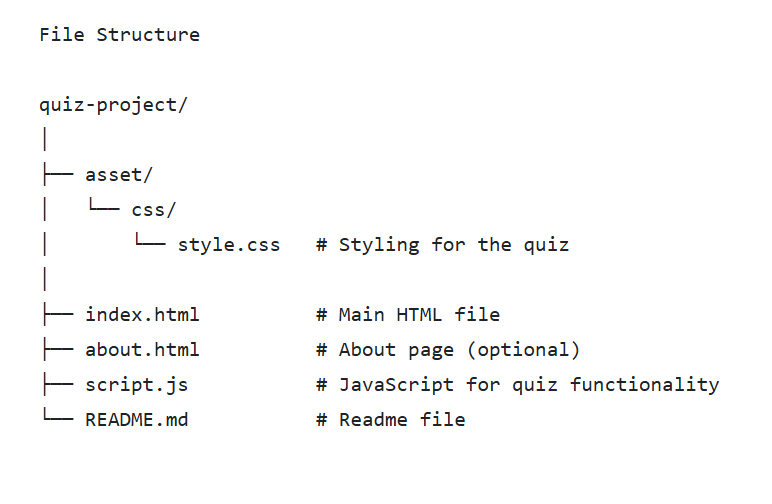 File Structure
quiz-project/
│
├── asset/
│   └── css/
│       └── style.css   # Styling for the quiz
│
├── index.html          # Main HTML file
├── about.html          # About page (optional)
├── script.js           # JavaScript for quiz functionality
└── README.md           # Readme file